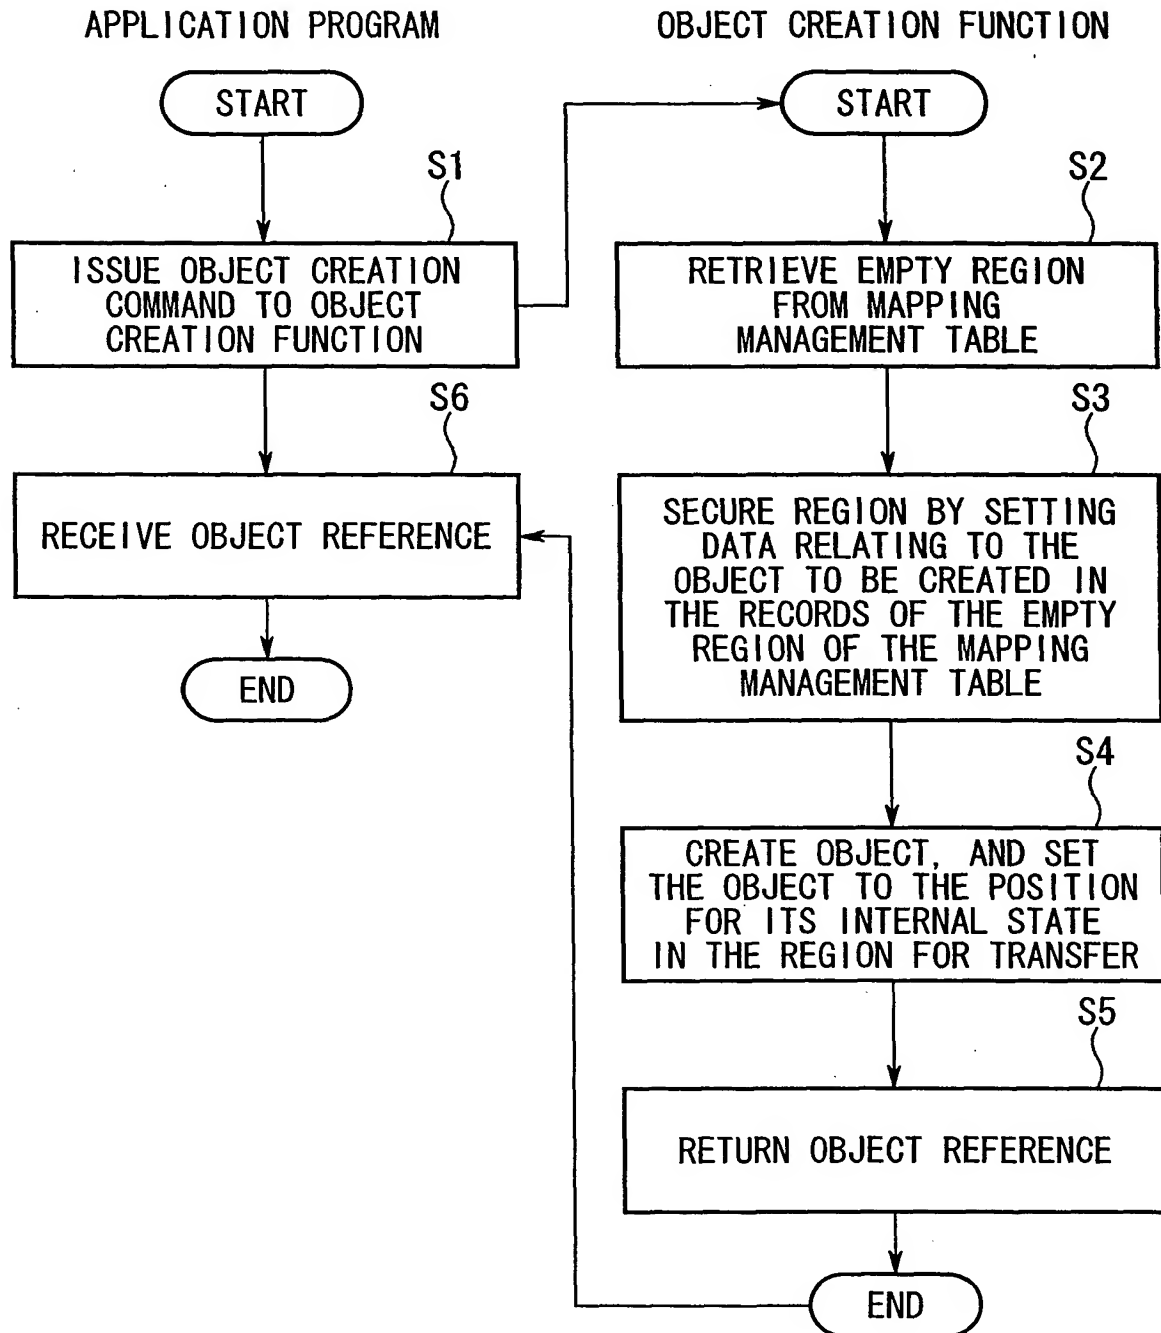 APPLICATION PROGRAM
START
S1
ISSUE OBJECT CREATION
COMMAND TO OBJECT
CREATION FUNCTION
S6
RECEIVE OBJECT REFERENCE
END
OBJECT CREATION FUNCTION
START
S2
RETRIEVE EMPTY REGION
FROM MAPPING
MANAGEMENT TABLE
S3
SECURE REGION BY SETTING
DATA RELATING TO THE
OBJECT TO BE CREATED IN
THE RECORDS OF THE EMPTY
REGION OF THE MAPPING
MANAGEMENT TABLE
S4
CREATE OBJECT, AND SET
THE OBJECT TO THE POSITION
FOR ITS INTERNAL STATE
IN THE REGION FOR TRANSFER
S5
RETURN OBJECT REFERENCE
END